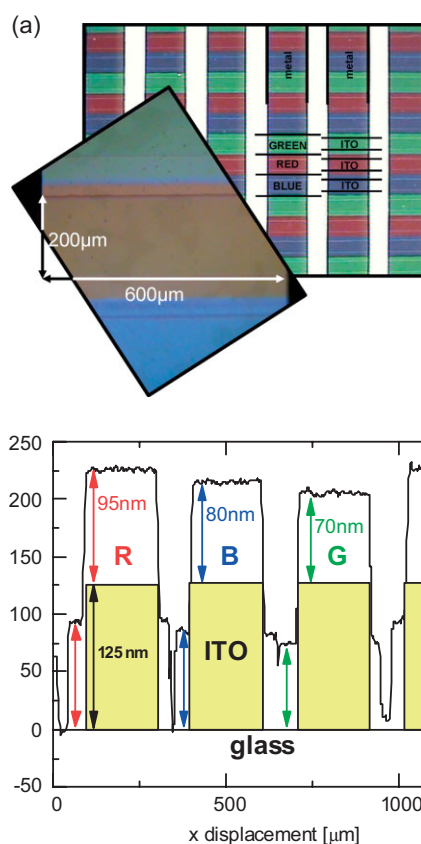 (a)
metal
metal
GREEN
ITO
RED
ITO
BLUE
ITO
200µm
600µm
250
200
150
100
50
0
-50
95nm
80nm
70nm
R
B
G
125 nm
ITO
glass
0
500
1000
x displacement [µm]